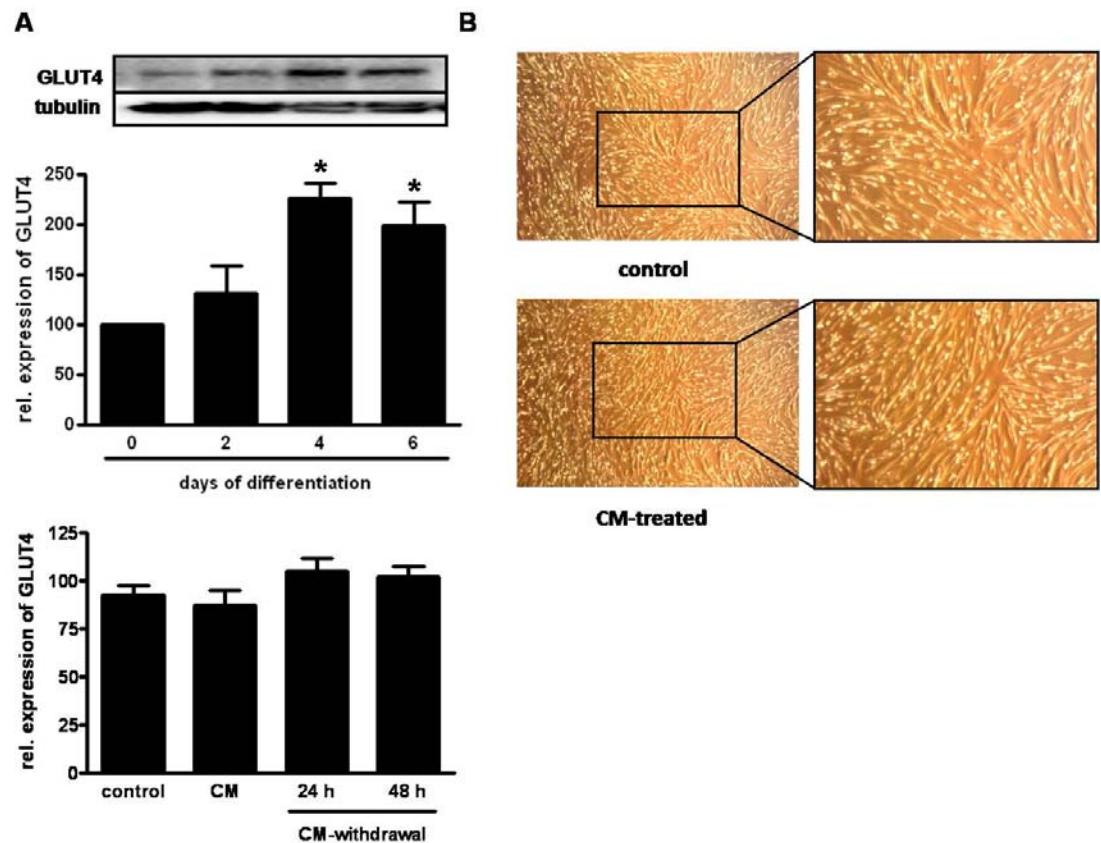 A
GLUT4
tubulin
rel. expression of GLUT4
250
200
150
100
50
0
* *
0 2 4 6
days of differentiation
rel. expression of GLUT4
125
100
75
50
25
0
control CM 24 h 48 h
CM-withdrawal
B
control
CM-treated